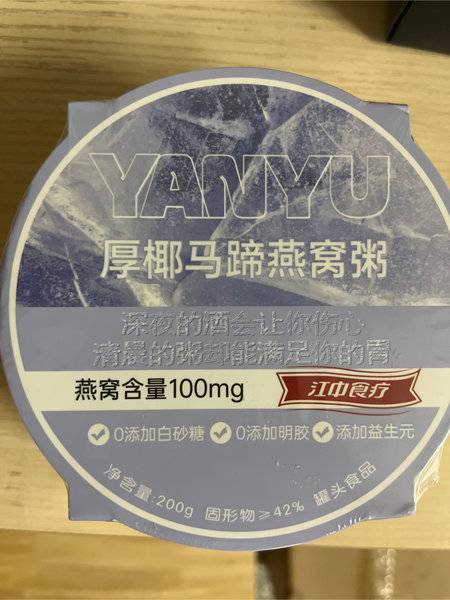 YANYU
厚椰马蹄燕窝粥
深夜的酒会让你伤心
清晨的粥却能满足你的胃
燕窝含量100mg 江中食疗
0添加白砂糖 0添加明胶 添加益生元
净含量:200g 固形物≥42% 罐头食品